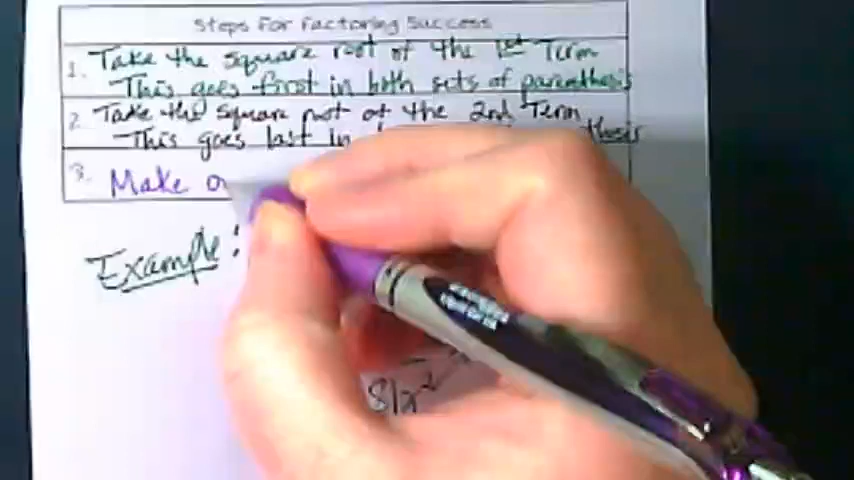 Steps for Factoring Success
1. Take the square root of the 1st Term
- This goes first in both sets of parenthesis
2. Take the square root of the 2nd Term
- This goes last in
3. Make
Example:
81x²